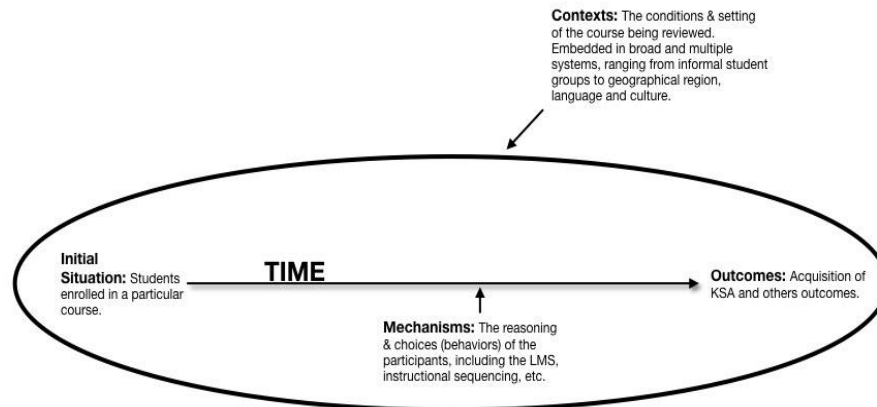 Contexts: The conditions & setting
of the course being reviewed.
Embedded in broad and multiple
systems, ranging from informal student
groups to geographical region,
language and culture.
Initial
Situation: Students
enrolled in a particular
course.
TIME
Outcomes: Acquisition of
KSA and others outcomes.
Mechanisms: The reasoning
& choices (behaviors) of the
participants, including the LMS,
instructional sequencing, etc.